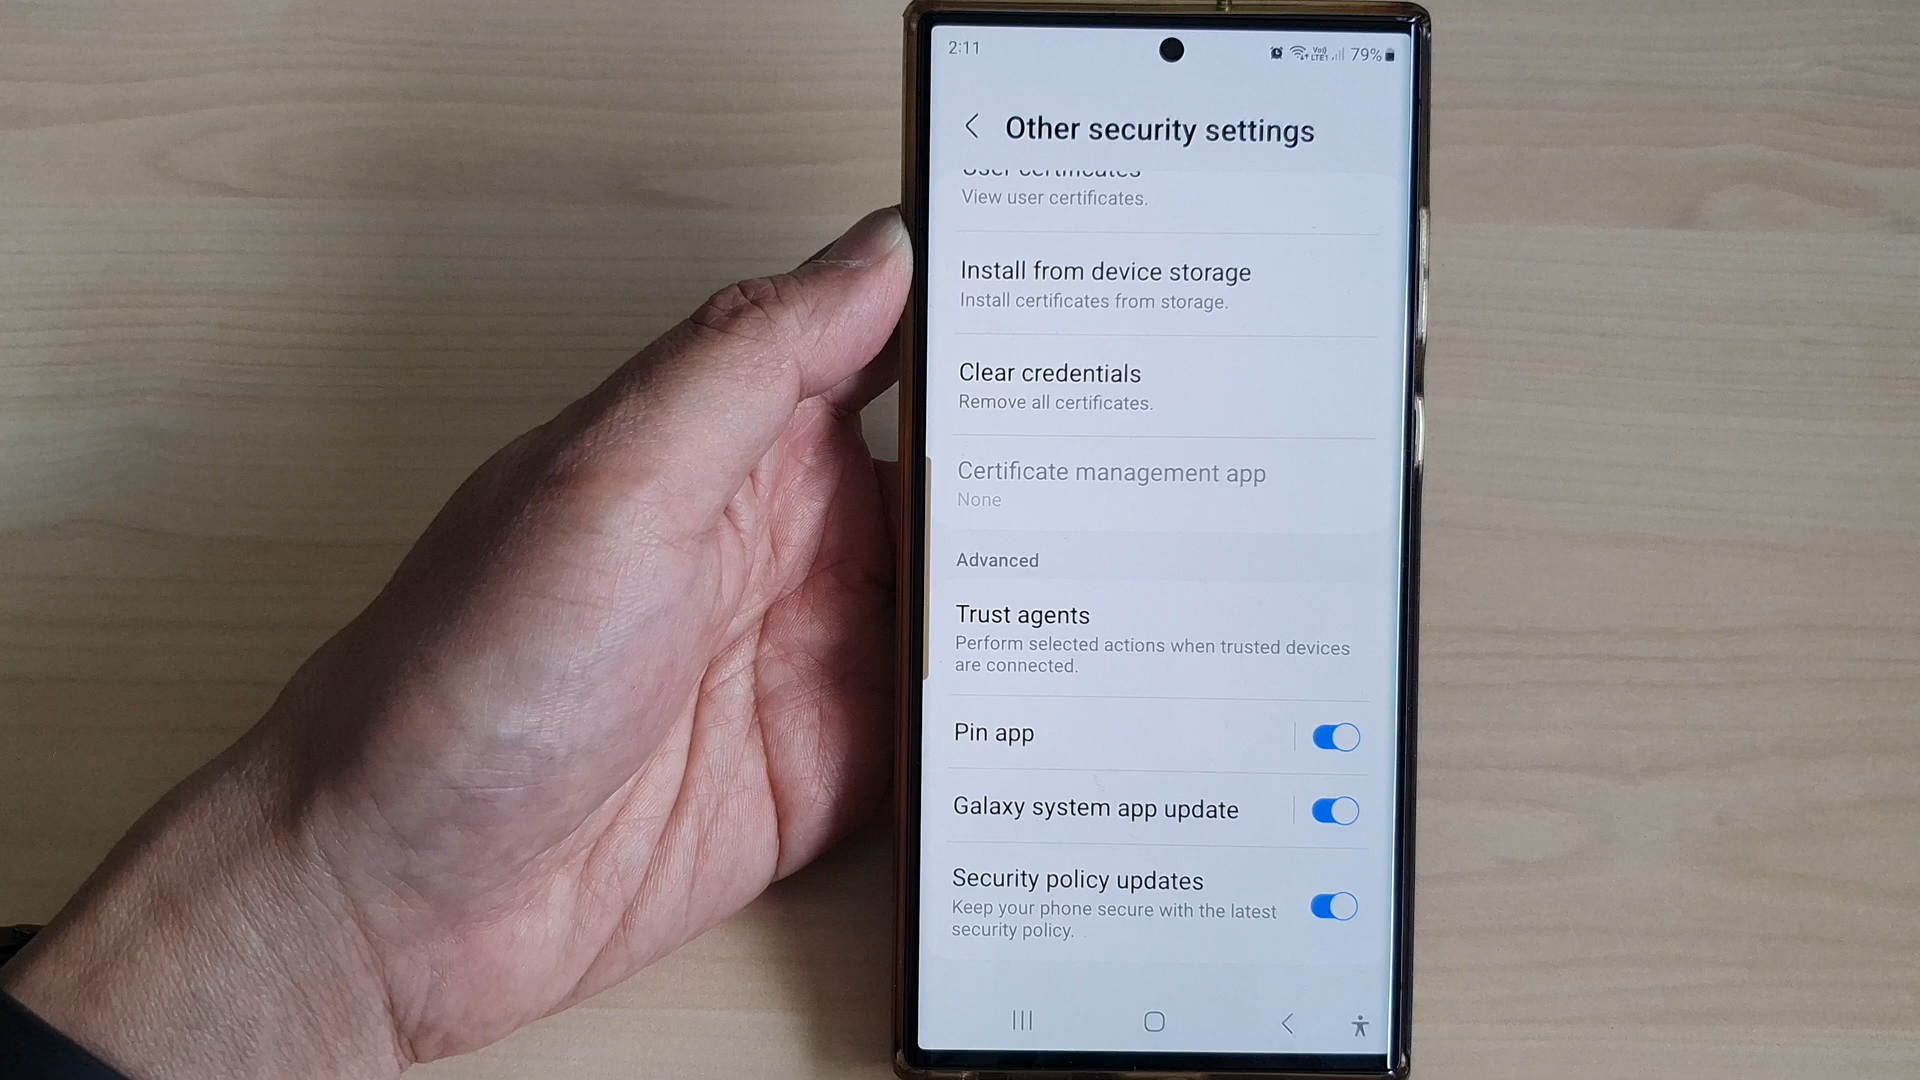 2:11
79%
Other security settings
User certificates
View user certificates.
Install from device storage
Install certificates from storage.
Clear credentials
Remove all certificates.
Certificate management app
None
Advanced
Trust agents
Perform selected actions when trusted devices
are connected.
Pin app
Galaxy system app update
Security policy updates
Keep your phone secure with the latest
security policy.